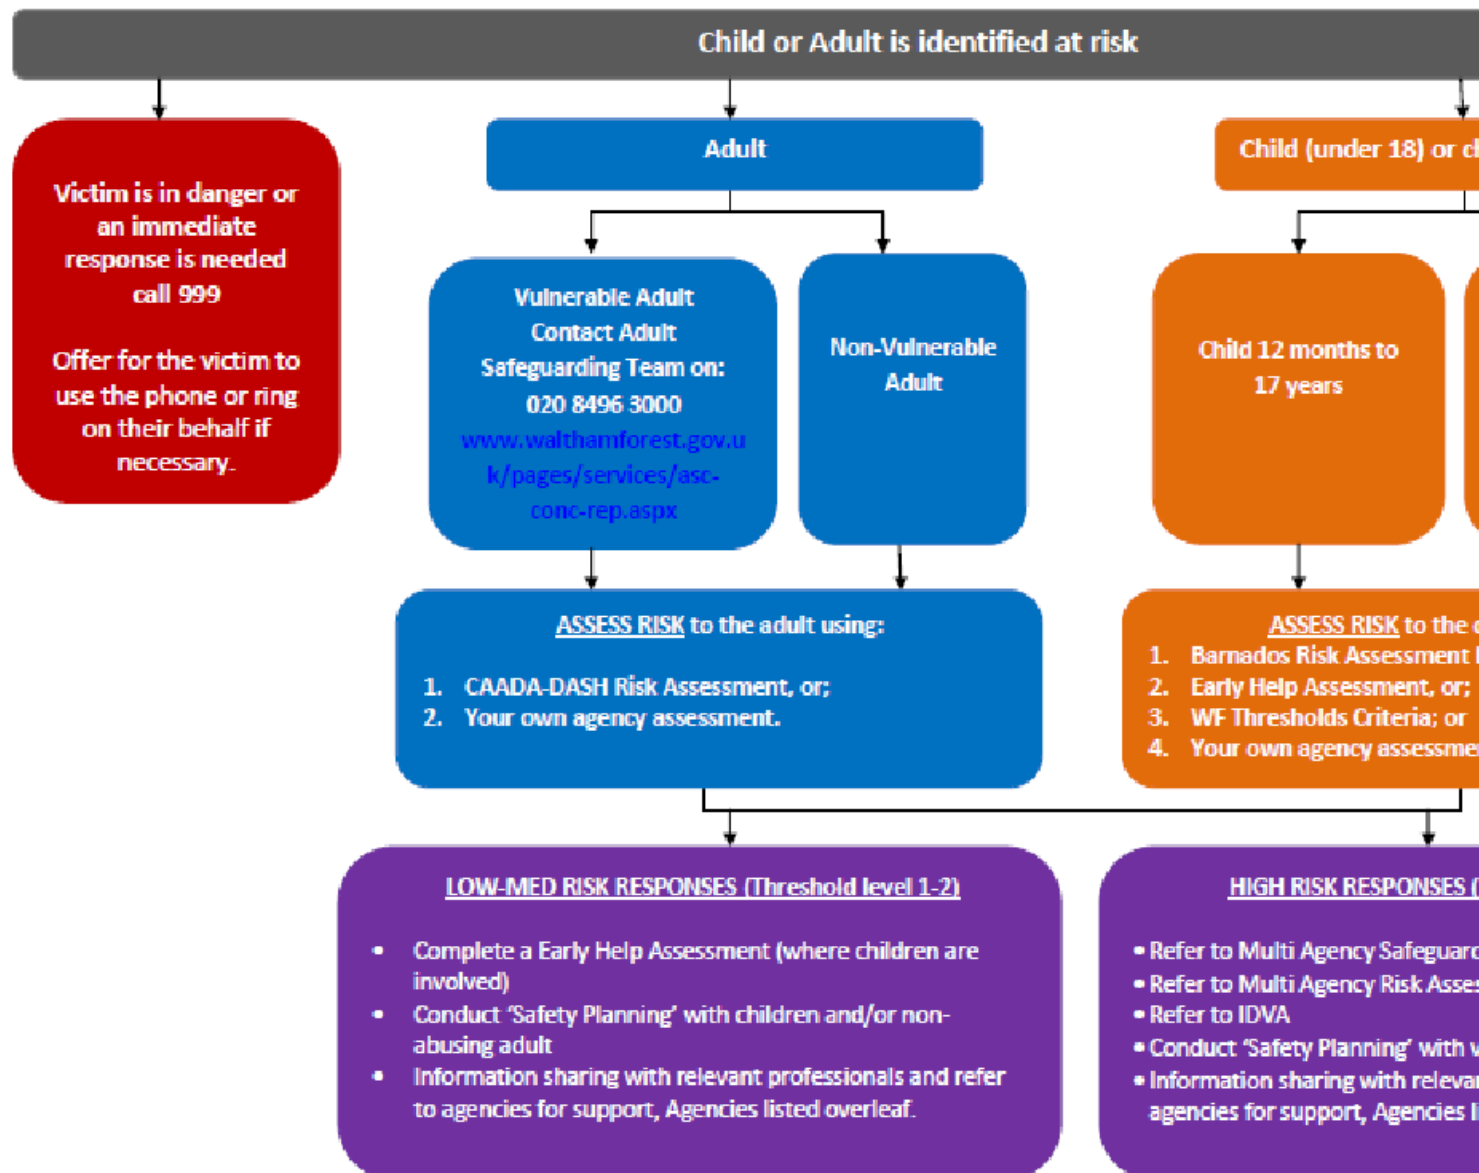 Child or Adult is identified at risk
Victim is in danger or
an immediate
response is needed
call 999
Offer for the victim to
use the phone or ring
on their behalf if
necessary.
Adult
Vulnerable Adult
Contact Adult
Safeguarding Team on:
020 8496 3000
www.walthamforest.gov.u
k/pages/services/asc-
conc-rep.aspx
Non-Vulnerable
Adult
ASSESS RISK to the adult using:
1. CAADA-DASH Risk Assessment, or;
2. Your own agency assessment.
Child (under 18) or
Child 12 months to
17 years
ASSESS RISK to the
1. Barnados Risk Assessment
2. Early Help Assessment, or;
3. WF Thresholds Criteria; or
4. Your own agency
LOW-MED RISK RESPONSES (Threshold level 1-2)
• Complete a Early Help Assessment (where children are
involved)
• Conduct ‘Safety Planning’ with children and/or non-
abusing adult
• Information sharing with relevant professionals and refer
to agencies for support, Agencies listed overleaf.
HIGH RISK RESPONSES (
• Refer to Multi Agency
• Refer to Multi Agency Risk
• Refer to IDVA
• Conduct ‘Safety Planning’ with
• Information sharing with
agencies for support, Agencies